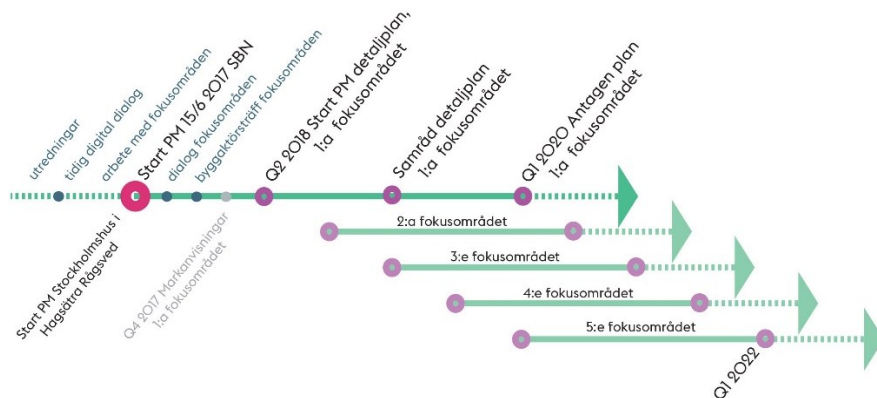 utredningar
tidig digital dialog
arbete med fokusområden
Start PM 15/6 2017 SBN
dialog fokusområden
byggaktörsträff fokusområden
Q2 2018 Start PM detaljplan,
1:a fokusområdet
Samråd detaljplan
1:a fokusområdet
Q1 2020 Antagen plan
1:a fokusområdet
Start PM Stockholmshus i
Hagsätra Rågsved
Q4 2017 Markanvisningar
1:a fokusområdet
2:a fokusområdet
3:e fokusområdet
4:e fokusområdet
5:e fokusområdet
Q1 2022